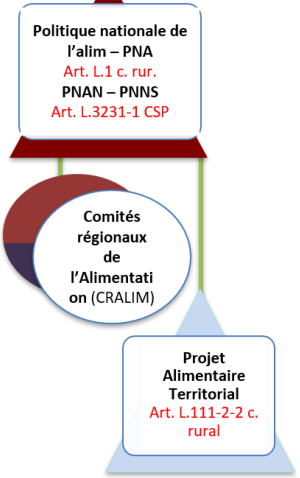 Politique nationale de
l’alim – PNA
Art. L.1 c. rur.
PNAN – PNNS
Art. L.3231-1 CSP
Comités
régionaux
de
l’Alimentati
on (CRALIM)
Projet
Alimentaire
Territorial
Art. L.111-2-2 c.
rural